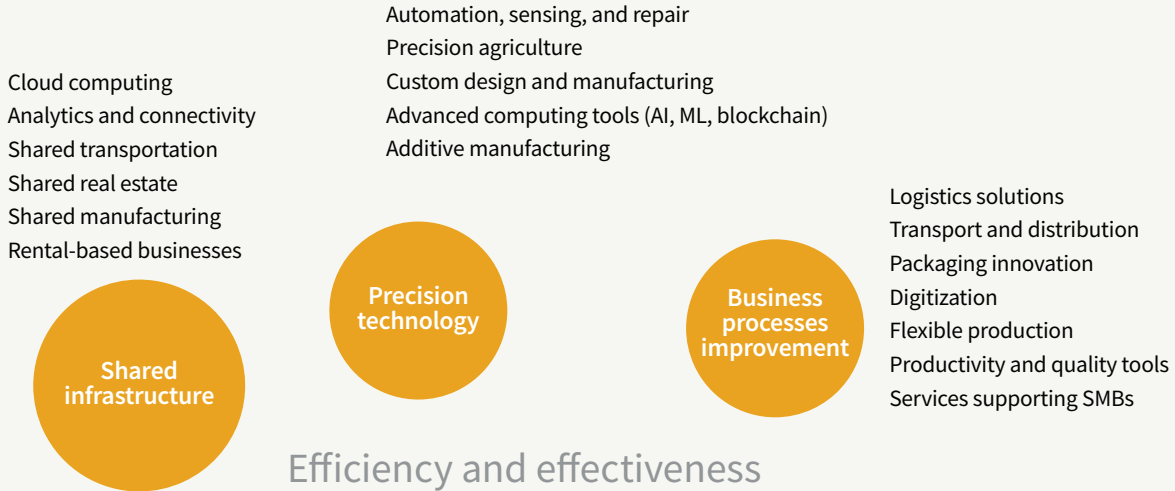 Automation, sensing, and repair
Precision agriculture
Custom design and manufacturing
Advanced computing tools (AI, ML, blockchain)
Additive manufacturing
Cloud computing
Analytics and connectivity
Shared transportation
Shared real estate
Shared manufacturing
Rental-based businesses
Logistics solutions
Transport and distribution
Packaging innovation
Digitization
Flexible production
Productivity and quality tools
Services supporting SMBs
Shared
infrastructure
Precision
technology
Business
processes
improvement
Efficiency and effectiveness